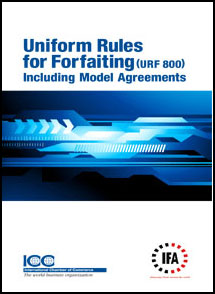 Uniform Rules
for Forfaiting (URF 800)
Including Model Agreements
ICC
International Chamber of Commerce
The world business organization
IFA